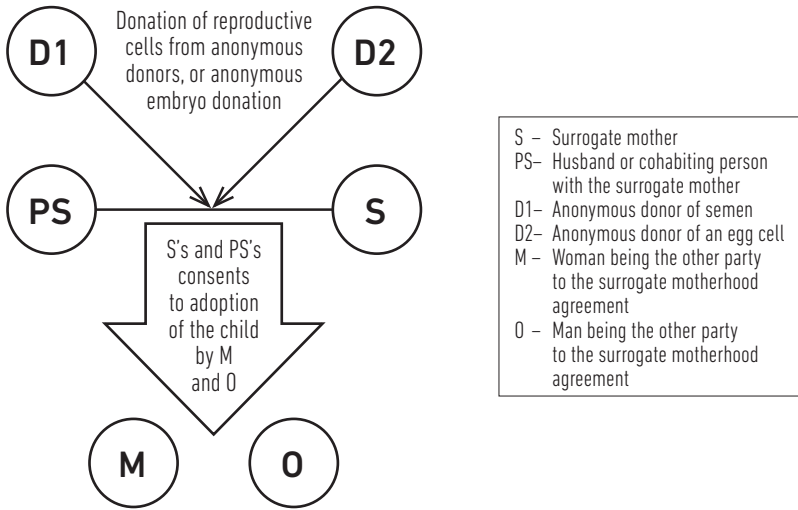 D1
Donation of reproductive
cells from anonymous
donors, or anonymous
embryo donation
D2
PS
S
S's and PS's
consents
to adoption
of the child
by M
and O
M
O
S – Surrogate mother
PS– Husband or cohabiting person
with the surrogate mother
D1– Anonymous donor of semen
D2– Anonymous donor of an egg cell
M – Woman being the other party
to the surrogate motherhood
agreement
O – Man being the other party
to the surrogate motherhood
agreement